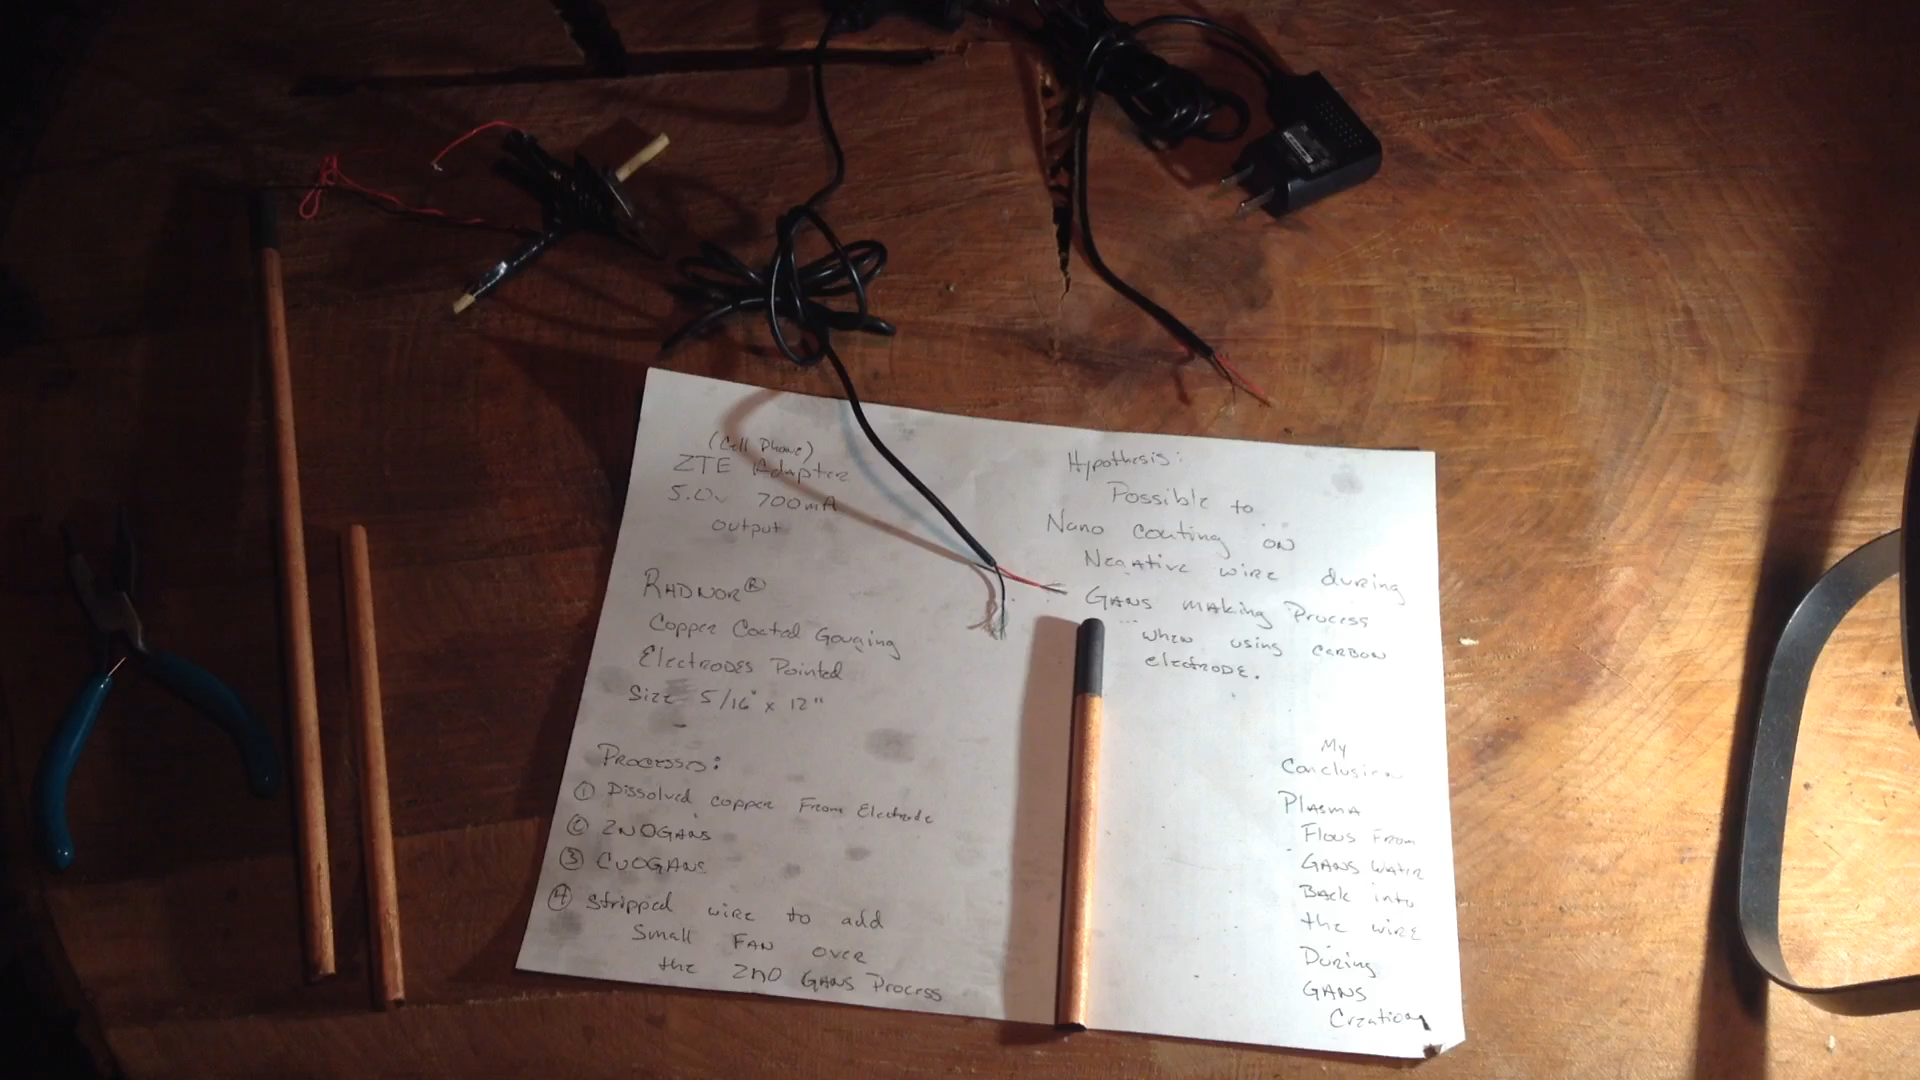 (Cell Phone)
ZTE Adapter
5.0v 700mA
output
RADNOR®
Copper Coated Gouging
Electrodes Pointed
Size 5/16" x 12"
Processes:
① Dissolved copper From Electrode
② ZNOGANS
③ CUOGANS
④ Stripped wire to add
Small FAN over
the ZNO GANS Process
Hypothesis:
Possible to
Nano coating on
Negative wire during
GANS making Process
when using carbon
electrode.
My
Conclusion
Plasma
Flows From
GANS water
Back into
the wire
During
GANS
Creation